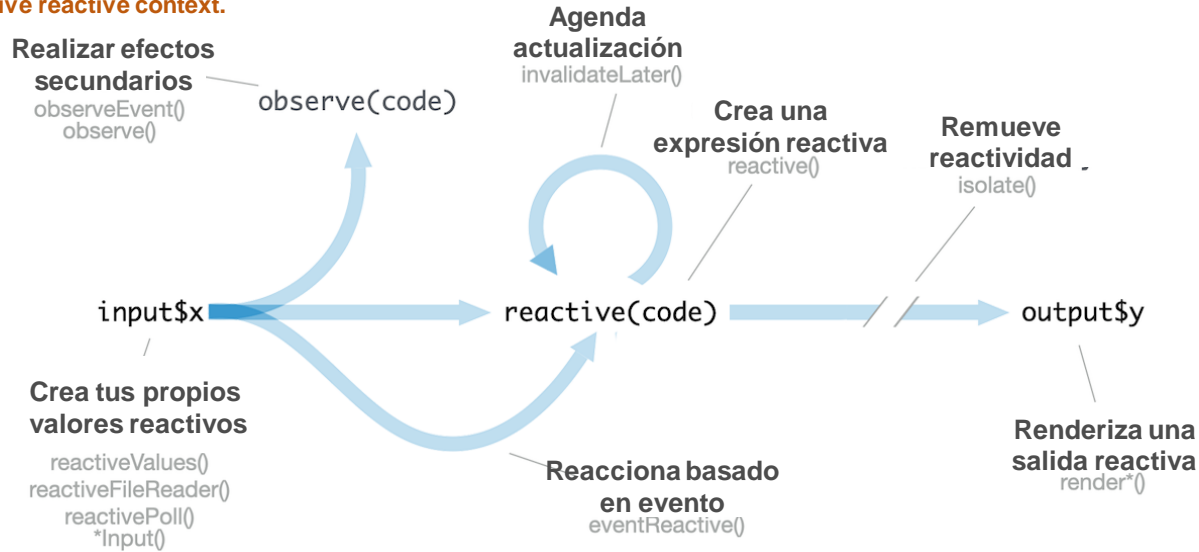 reactive context.
Realizar efectos
secundarios
observeEvent()
observe()
observe(code)
Agenda
actualización
invalidateLater()
Crea una
expresión reactiva
reactive()
Remueve
reactividad
isolate()
input$x
reactive(code)
output$y
Crea tus propios
valores reactivos
reactiveValues()
reactiveFileReader()
reactivePoll()
*Input()
Reacciona basado
en evento
eventReactive()
Renderiza una
salida reactiva
render*()